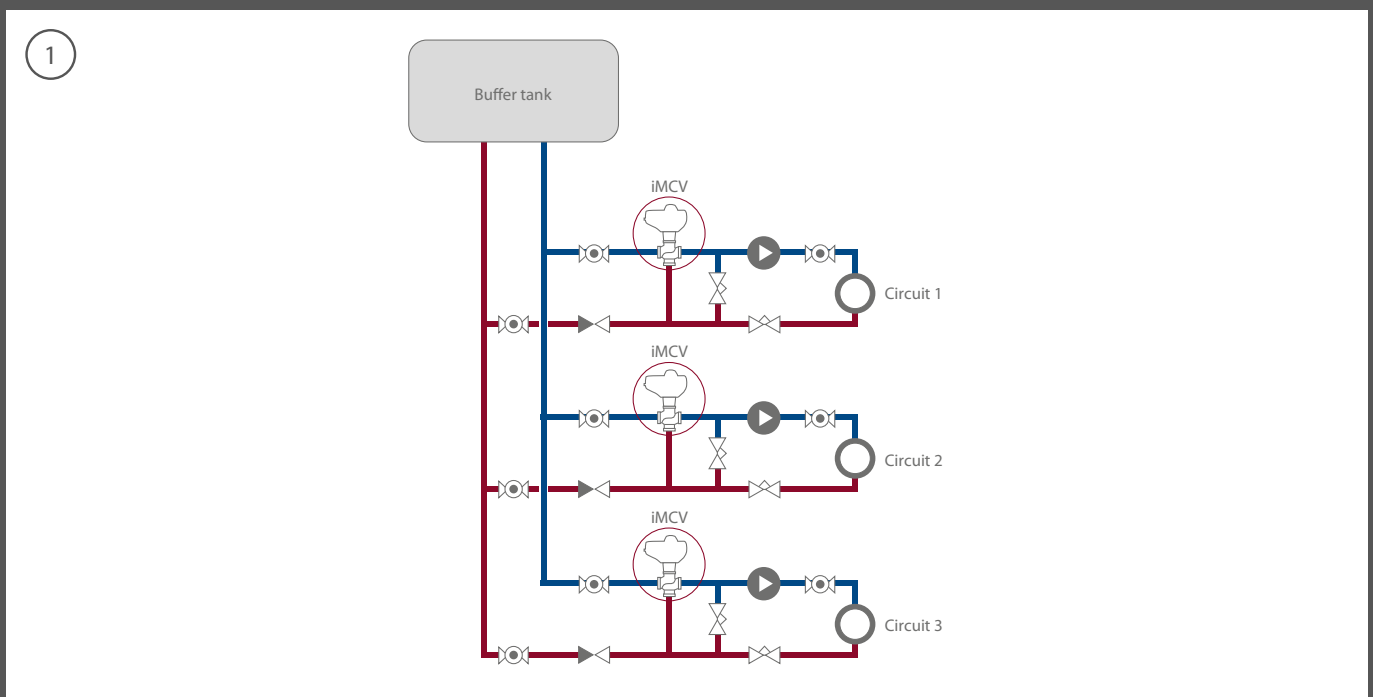 1
Buffer tank
iMCV
Circuit 1
iMCV
Circuit 2
iMCV
Circuit 3